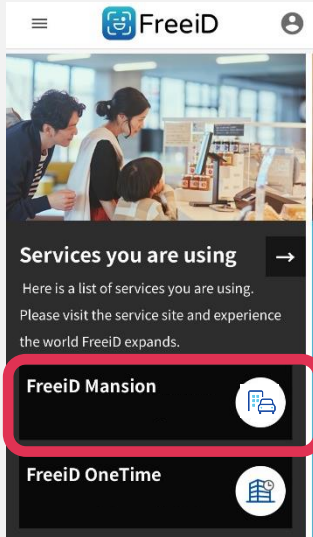 FreeiD
Services you are using
→
Here is a list of services you are using.
Please visit the service site and experience
the world FreeiD expands.
FreeiD Mansion
FreeiD OneTime